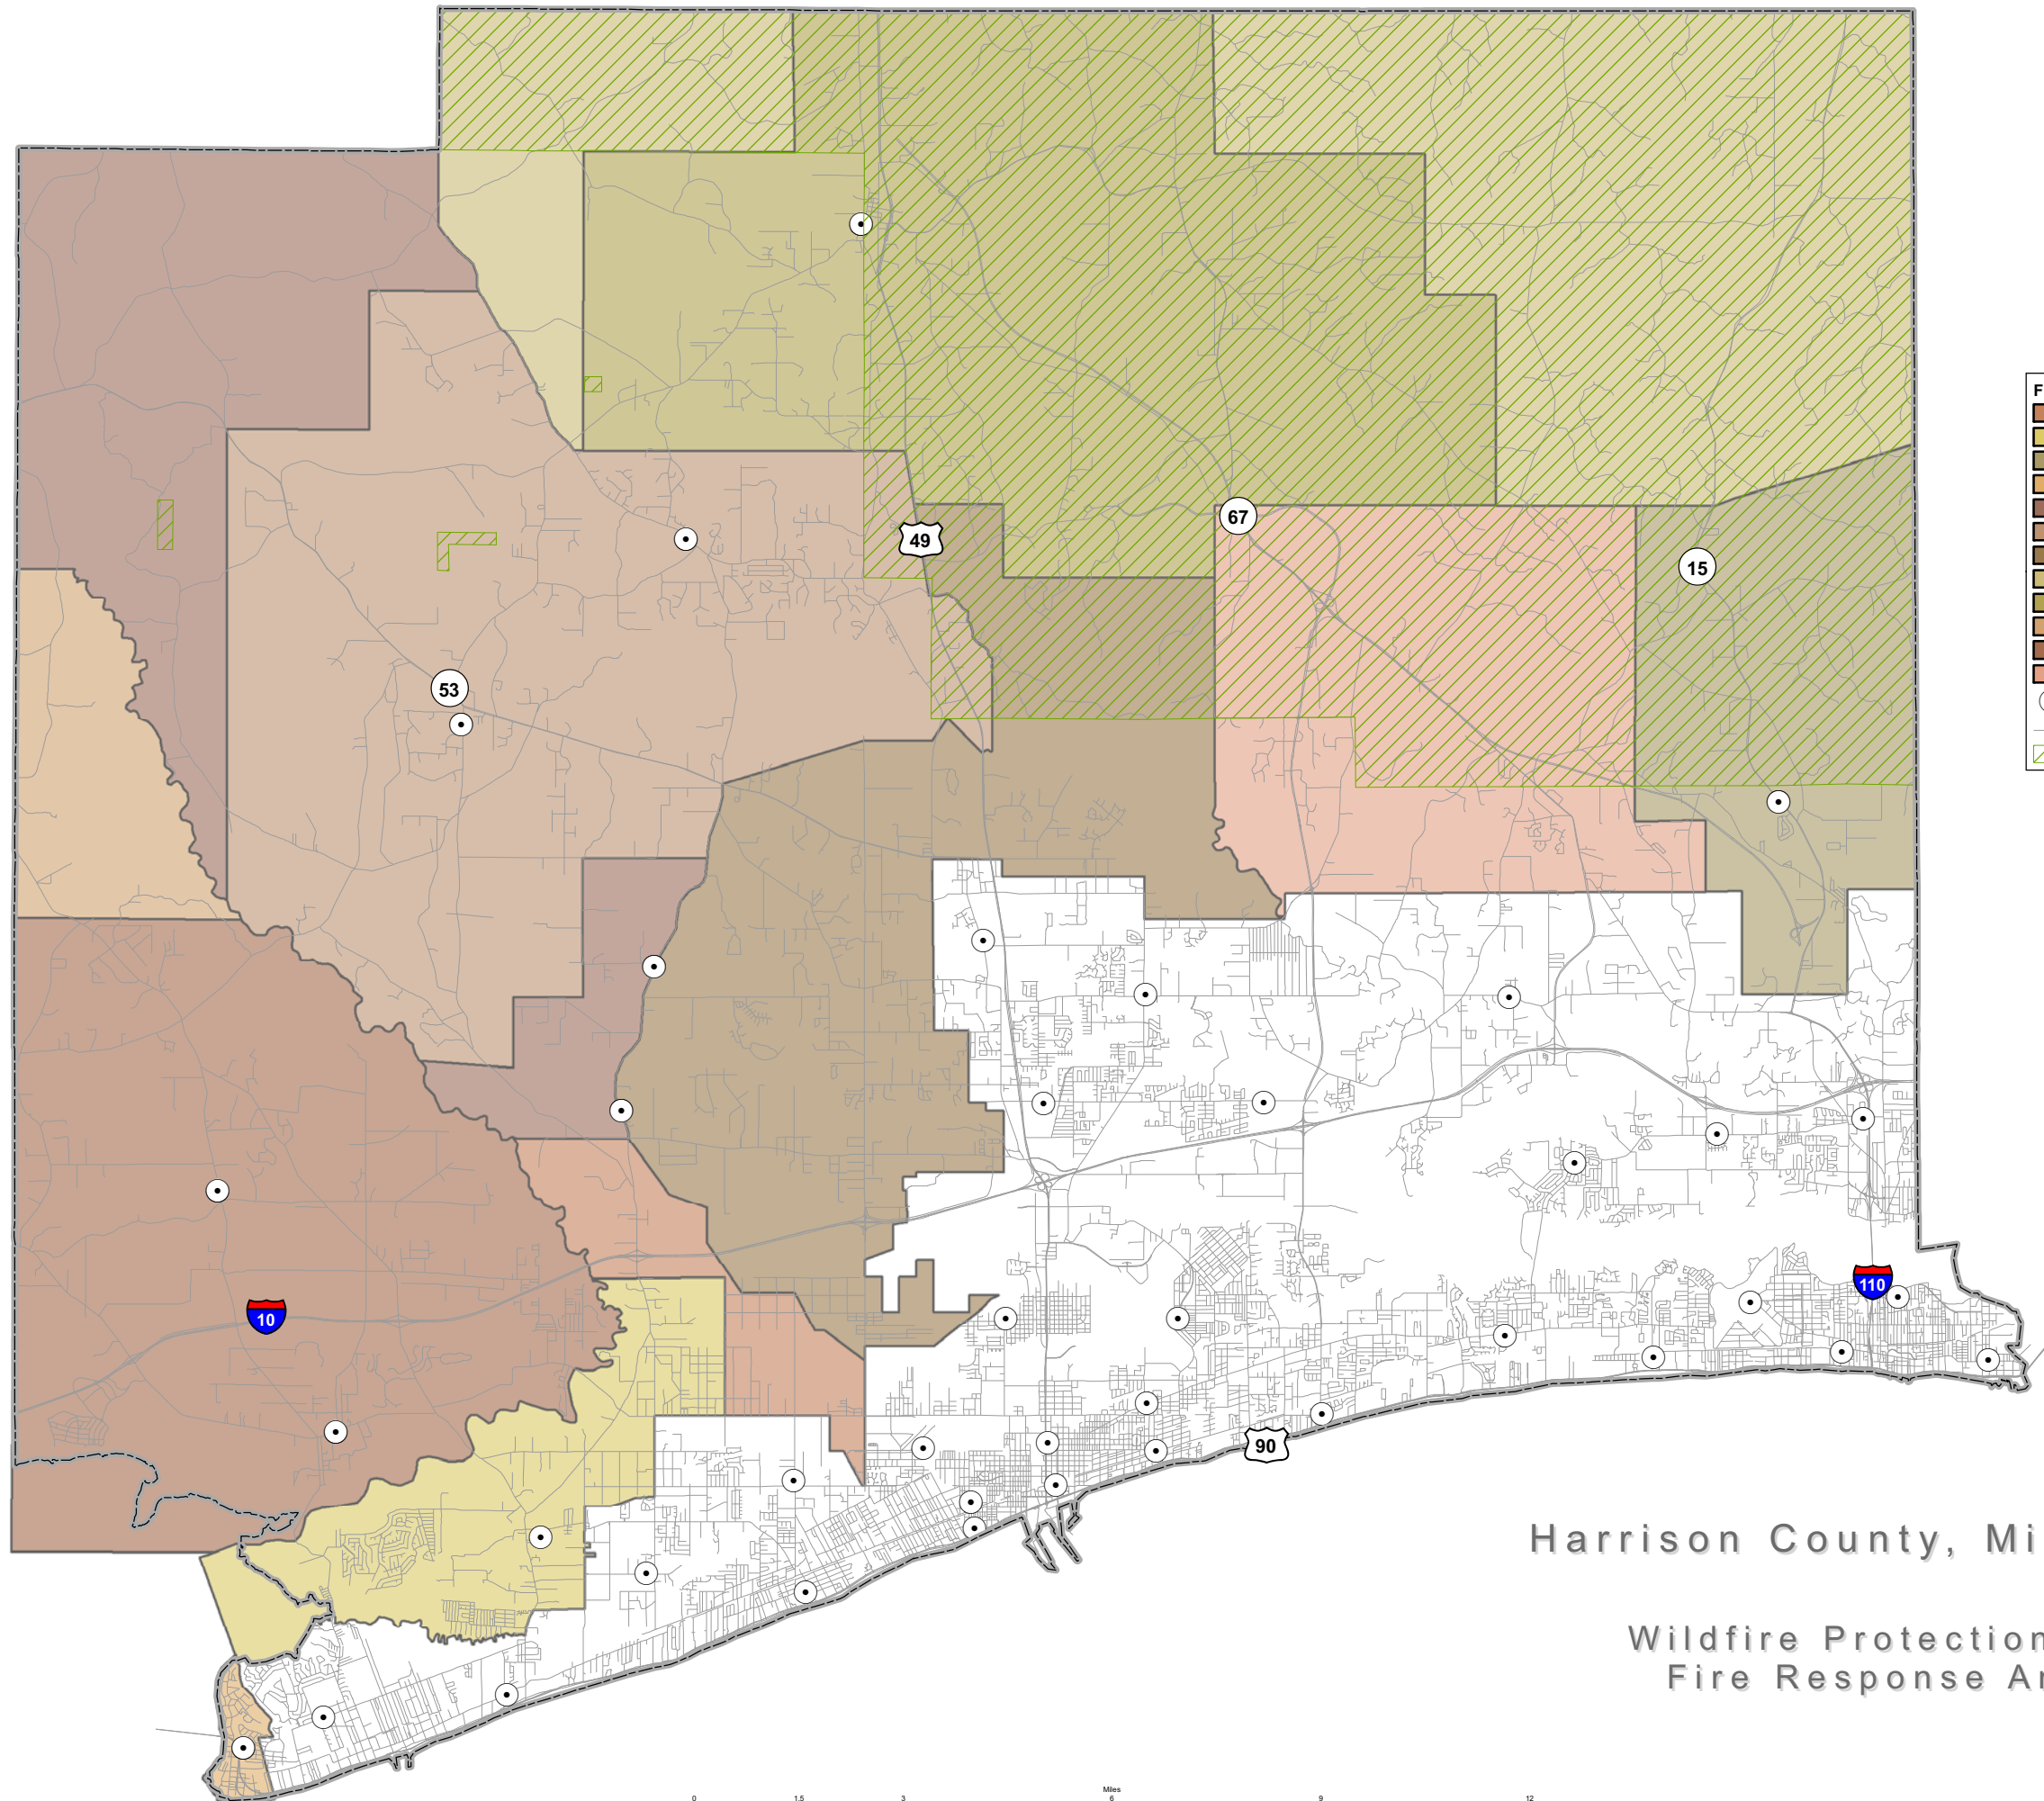 49
67
15
53
10
110
90
F
Harrison County, Mi
Wildfire Protection
Fire Response Ar
Miles
0 1.5 3 6 9 12